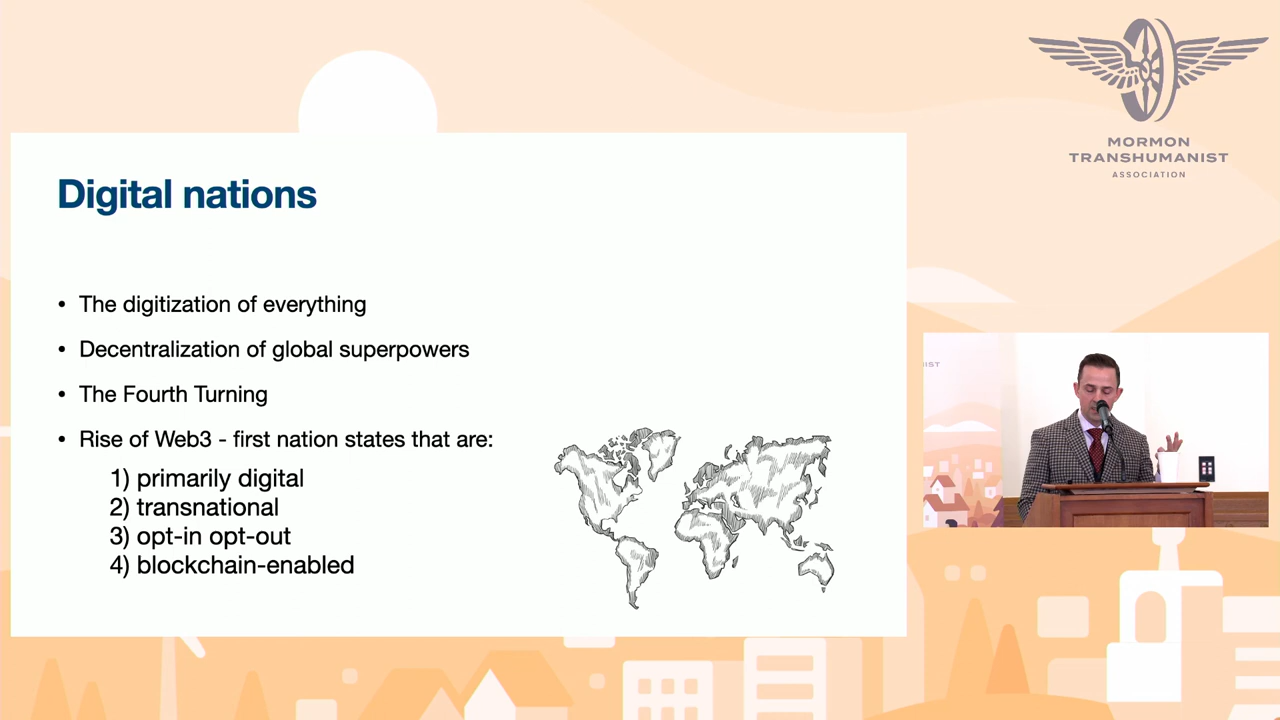 MORMON
TRANSHUMANIST
ASSOCIATION
Digital nations
• The digitization of everything
• Decentralization of global superpowers
• The Fourth Turning
• Rise of Web3 - first nation states that are:
1) primarily digital
2) transnational
3) opt-in opt-out
4) blockchain-enabled
IST